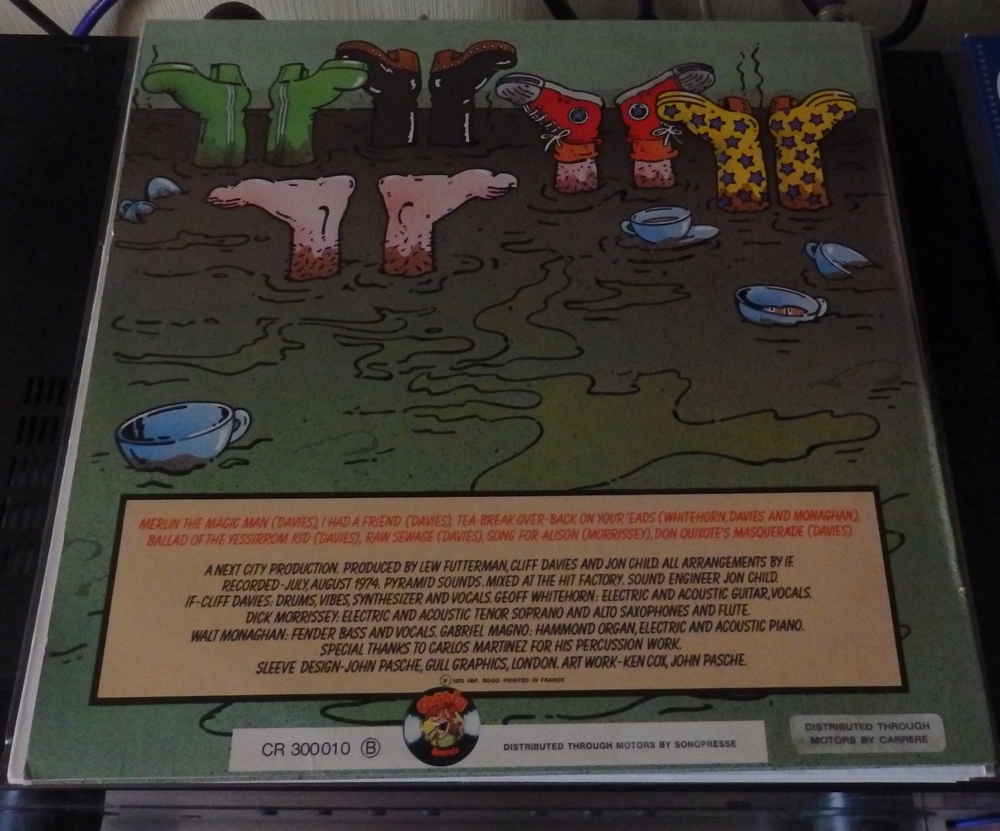 MERLIN THE MAGIC MAN (DAVIES), I HAD A FRIEND (DAVIES), TEA-BREAK OVER-BACK ON YOUR 'EADS (WHITEHORN, DAVIES AND MONAGHAN),
BALLAD OF THE YESSIRROM KID (DAVIES), RAW SEWAGE (DAVIES), SONG FOR ALISON (MORRISSEY), DON QUIXOTE'S MASQUERADE (DAVIES).
A NEXT CITY PRODUCTION. PRODUCED BY LEW FUTTERMAN, CLIFF DAVIES AND JON CHILD. ALL ARRANGEMENTS BY IF
RECORDED-JULY, AUGUST 1974. PYRAMID SOUNDS. MIXED AT THE HIT FACTORY. SOUND ENGINEER JON CHILD.
IF-CLIFF DAVIES: DRUMS, VIBES, SYNTHESIZER AND VOCALS. GEOFF WHITEHORN: ELECTRIC AND ACOUSTIC GUITAR, VOCALS.
DICK MORRISSEY: ELECTRIC AND ACOUSTIC TENOR SOPRANO AND ALTO SAXOPHONES AND FLUTE.
WALT MONAGHAN: FENDER BASS AND VOCALS. GABRIEL MAGNO: HAMMOND ORGAN, ELECTRIC AND ACOUSTIC PIANO.
SPECIAL THANKS TO CARLOS MARTINEZ FOR HIS PERCUSSION WORK.
SLEEVE DESIGN-JOHN PASCHE, GULL GRAPHICS, LONDON. ART WORK-KEN COX, JOHN PASCHE.
PRINTED IN FRANCE
CR 300010 Ⓑ
DISTRIBUTED THROUGH MOTORS BY SONOPRESSE
DISTRIBUTED THROUGH
MOTORS BY CARRERE